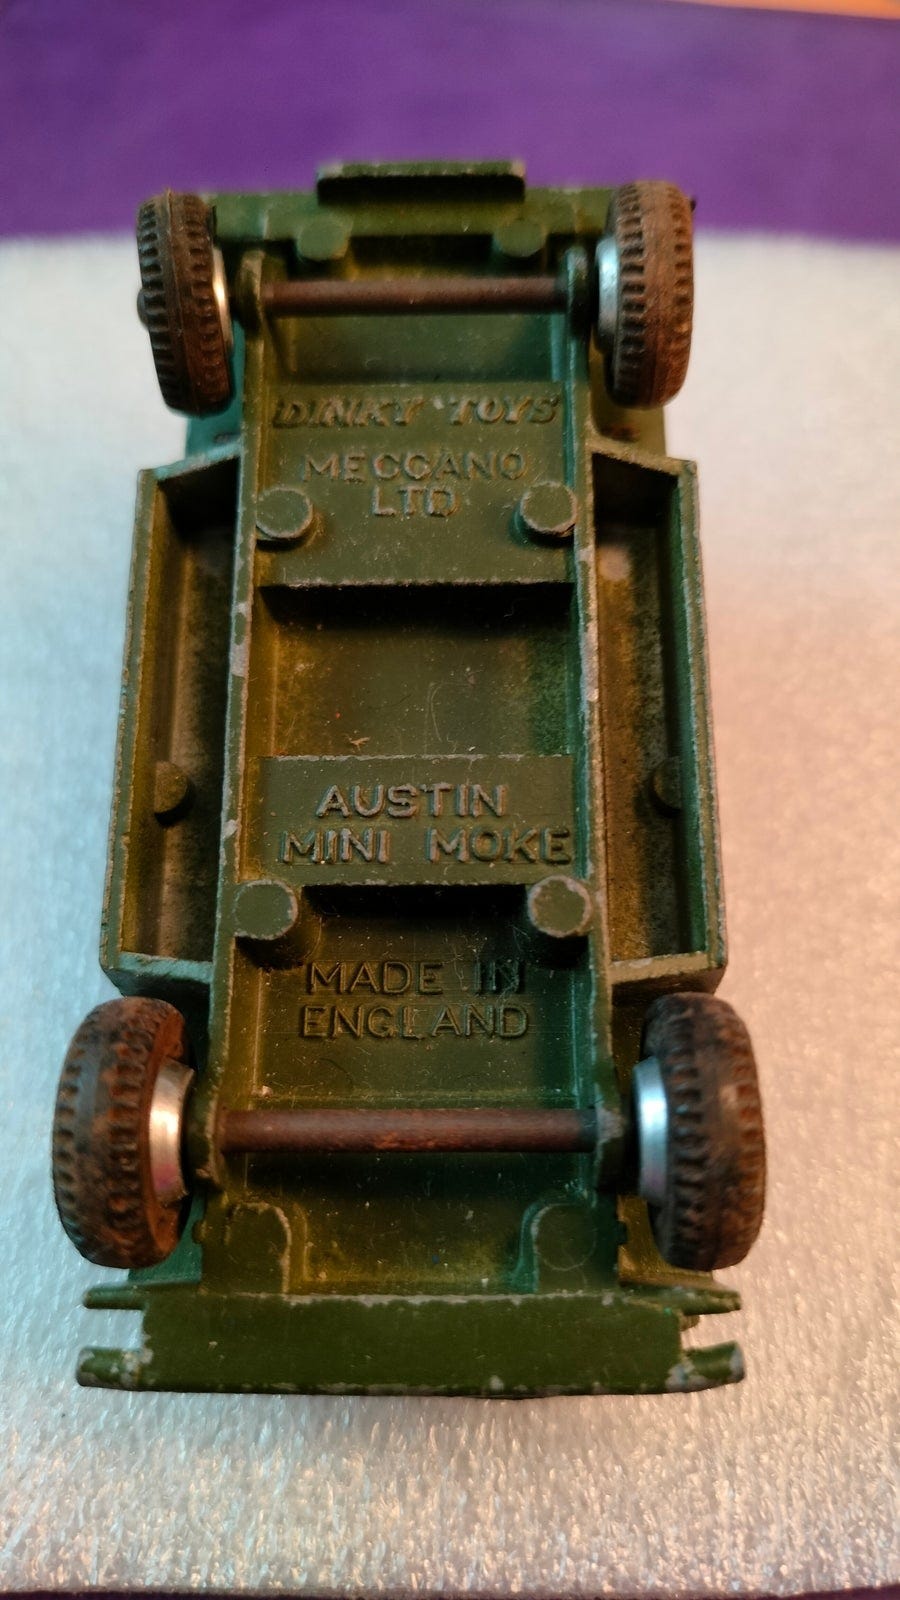 DINKY TOYS
MECCANO
LTD
AUSTIN
MINI MOKE
MADE IN
ENGLAND